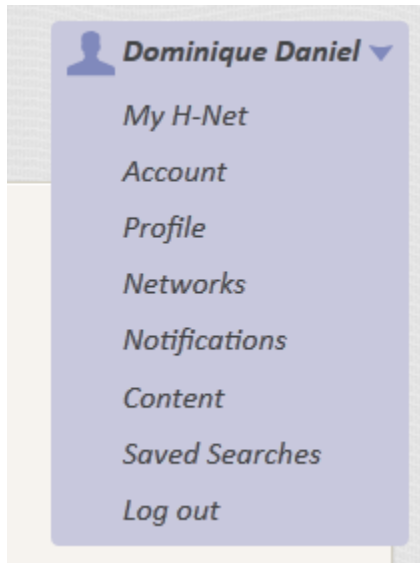 Dominique Daniel
My H-Net
Account
Profile
Networks
Notifications
Content
Saved Searches
Log out